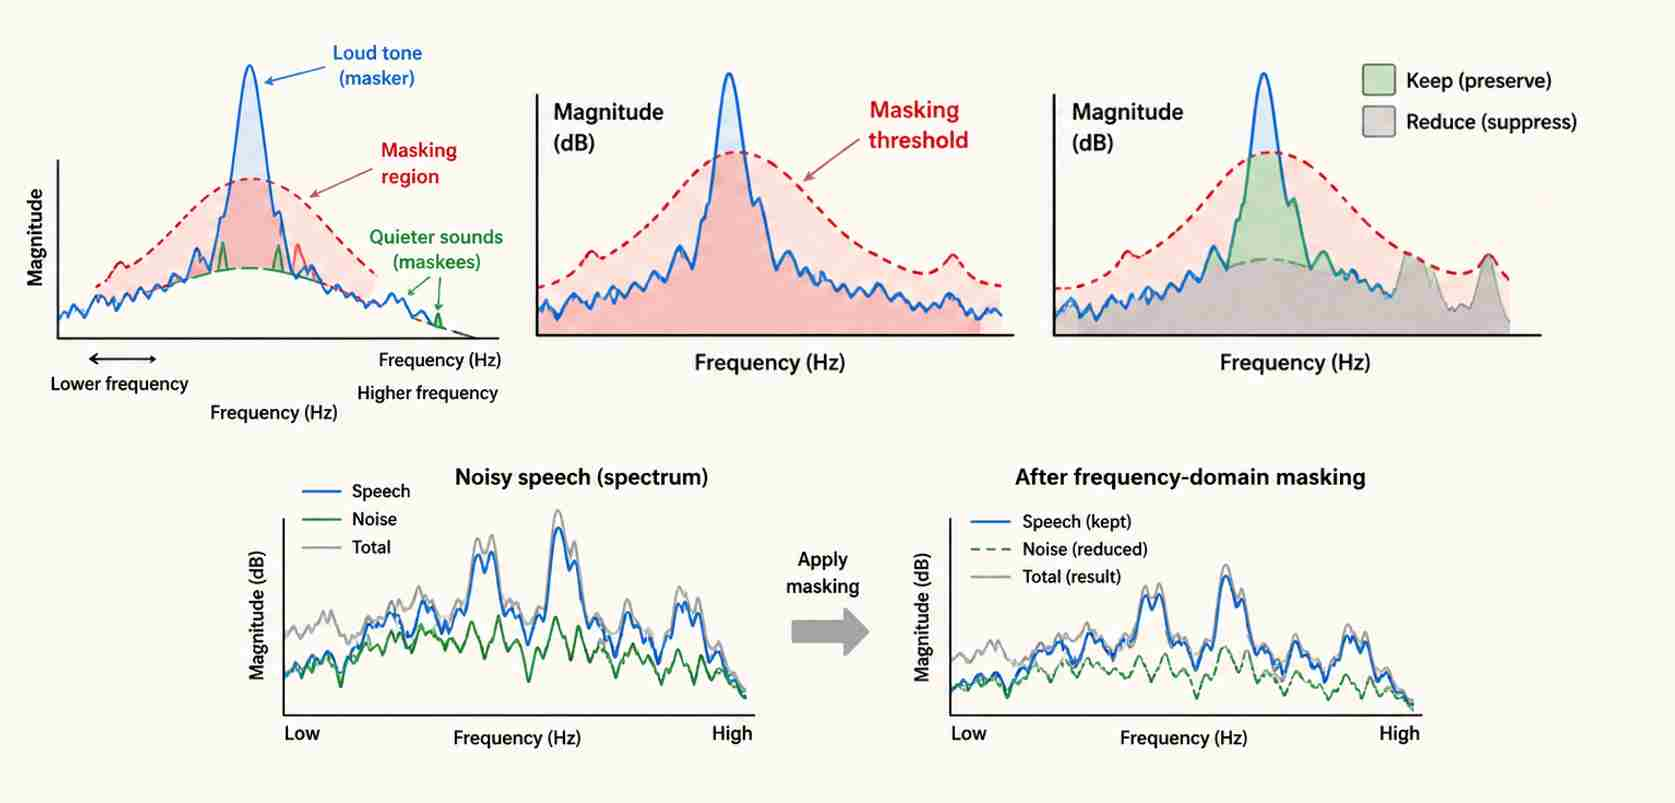 Loud tone
(masker)
Masking
region
Quieter sounds
(maskees)
Magnitude
Frequency (Hz)
Lower frequency
Higher frequency
Frequency (Hz)
Magnitude
(dB)
Masking
threshold
Frequency (Hz)
Magnitude
(dB)
Keep (preserve)
Reduce (suppress)
Frequency (Hz)
Noisy speech (spectrum)
Speech
Noise
Total
Magnitude (dB)
Low
Frequency (Hz)
High
Apply
masking
After frequency-domain masking
Speech (kept)
Noise (reduced)
Total (result)
Magnitude (dB)
Low
Frequency (Hz)
High